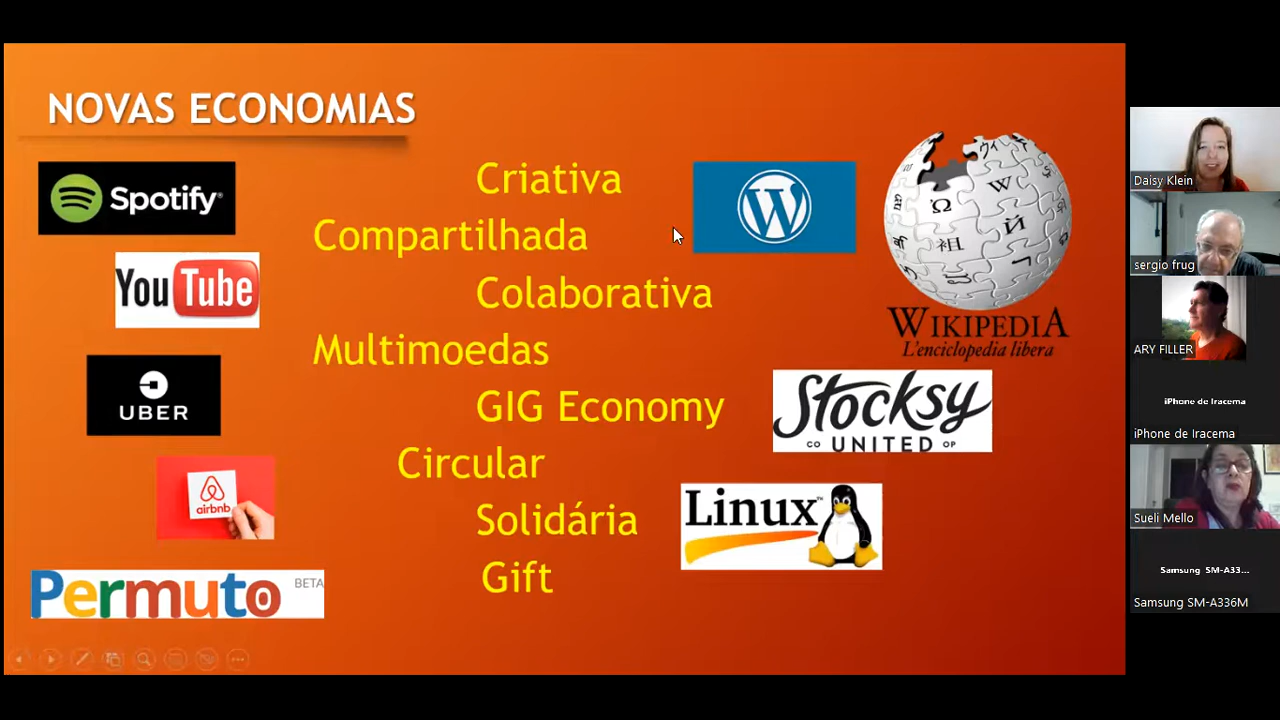 NOVAS ECONOMIAS
Spotify®
YouTube
UBER
airbnb
Permuto BETA
Criativa
Compartilhada
Colaborativa
Multimoedas
GIG Economy
Circular
Solidária
Gift
W
Ω
W
И
祖
WIKIPEDIA
L'enciclopedia libera
Stocksy
CO UNITED OP
Linux™
Daisy Klein
sergio frug
ARY FILLER
iPhone de Iracema
iPhone de Iracema
Sueli Mello
Samsung SM-A33...
Samsung SM-A336M